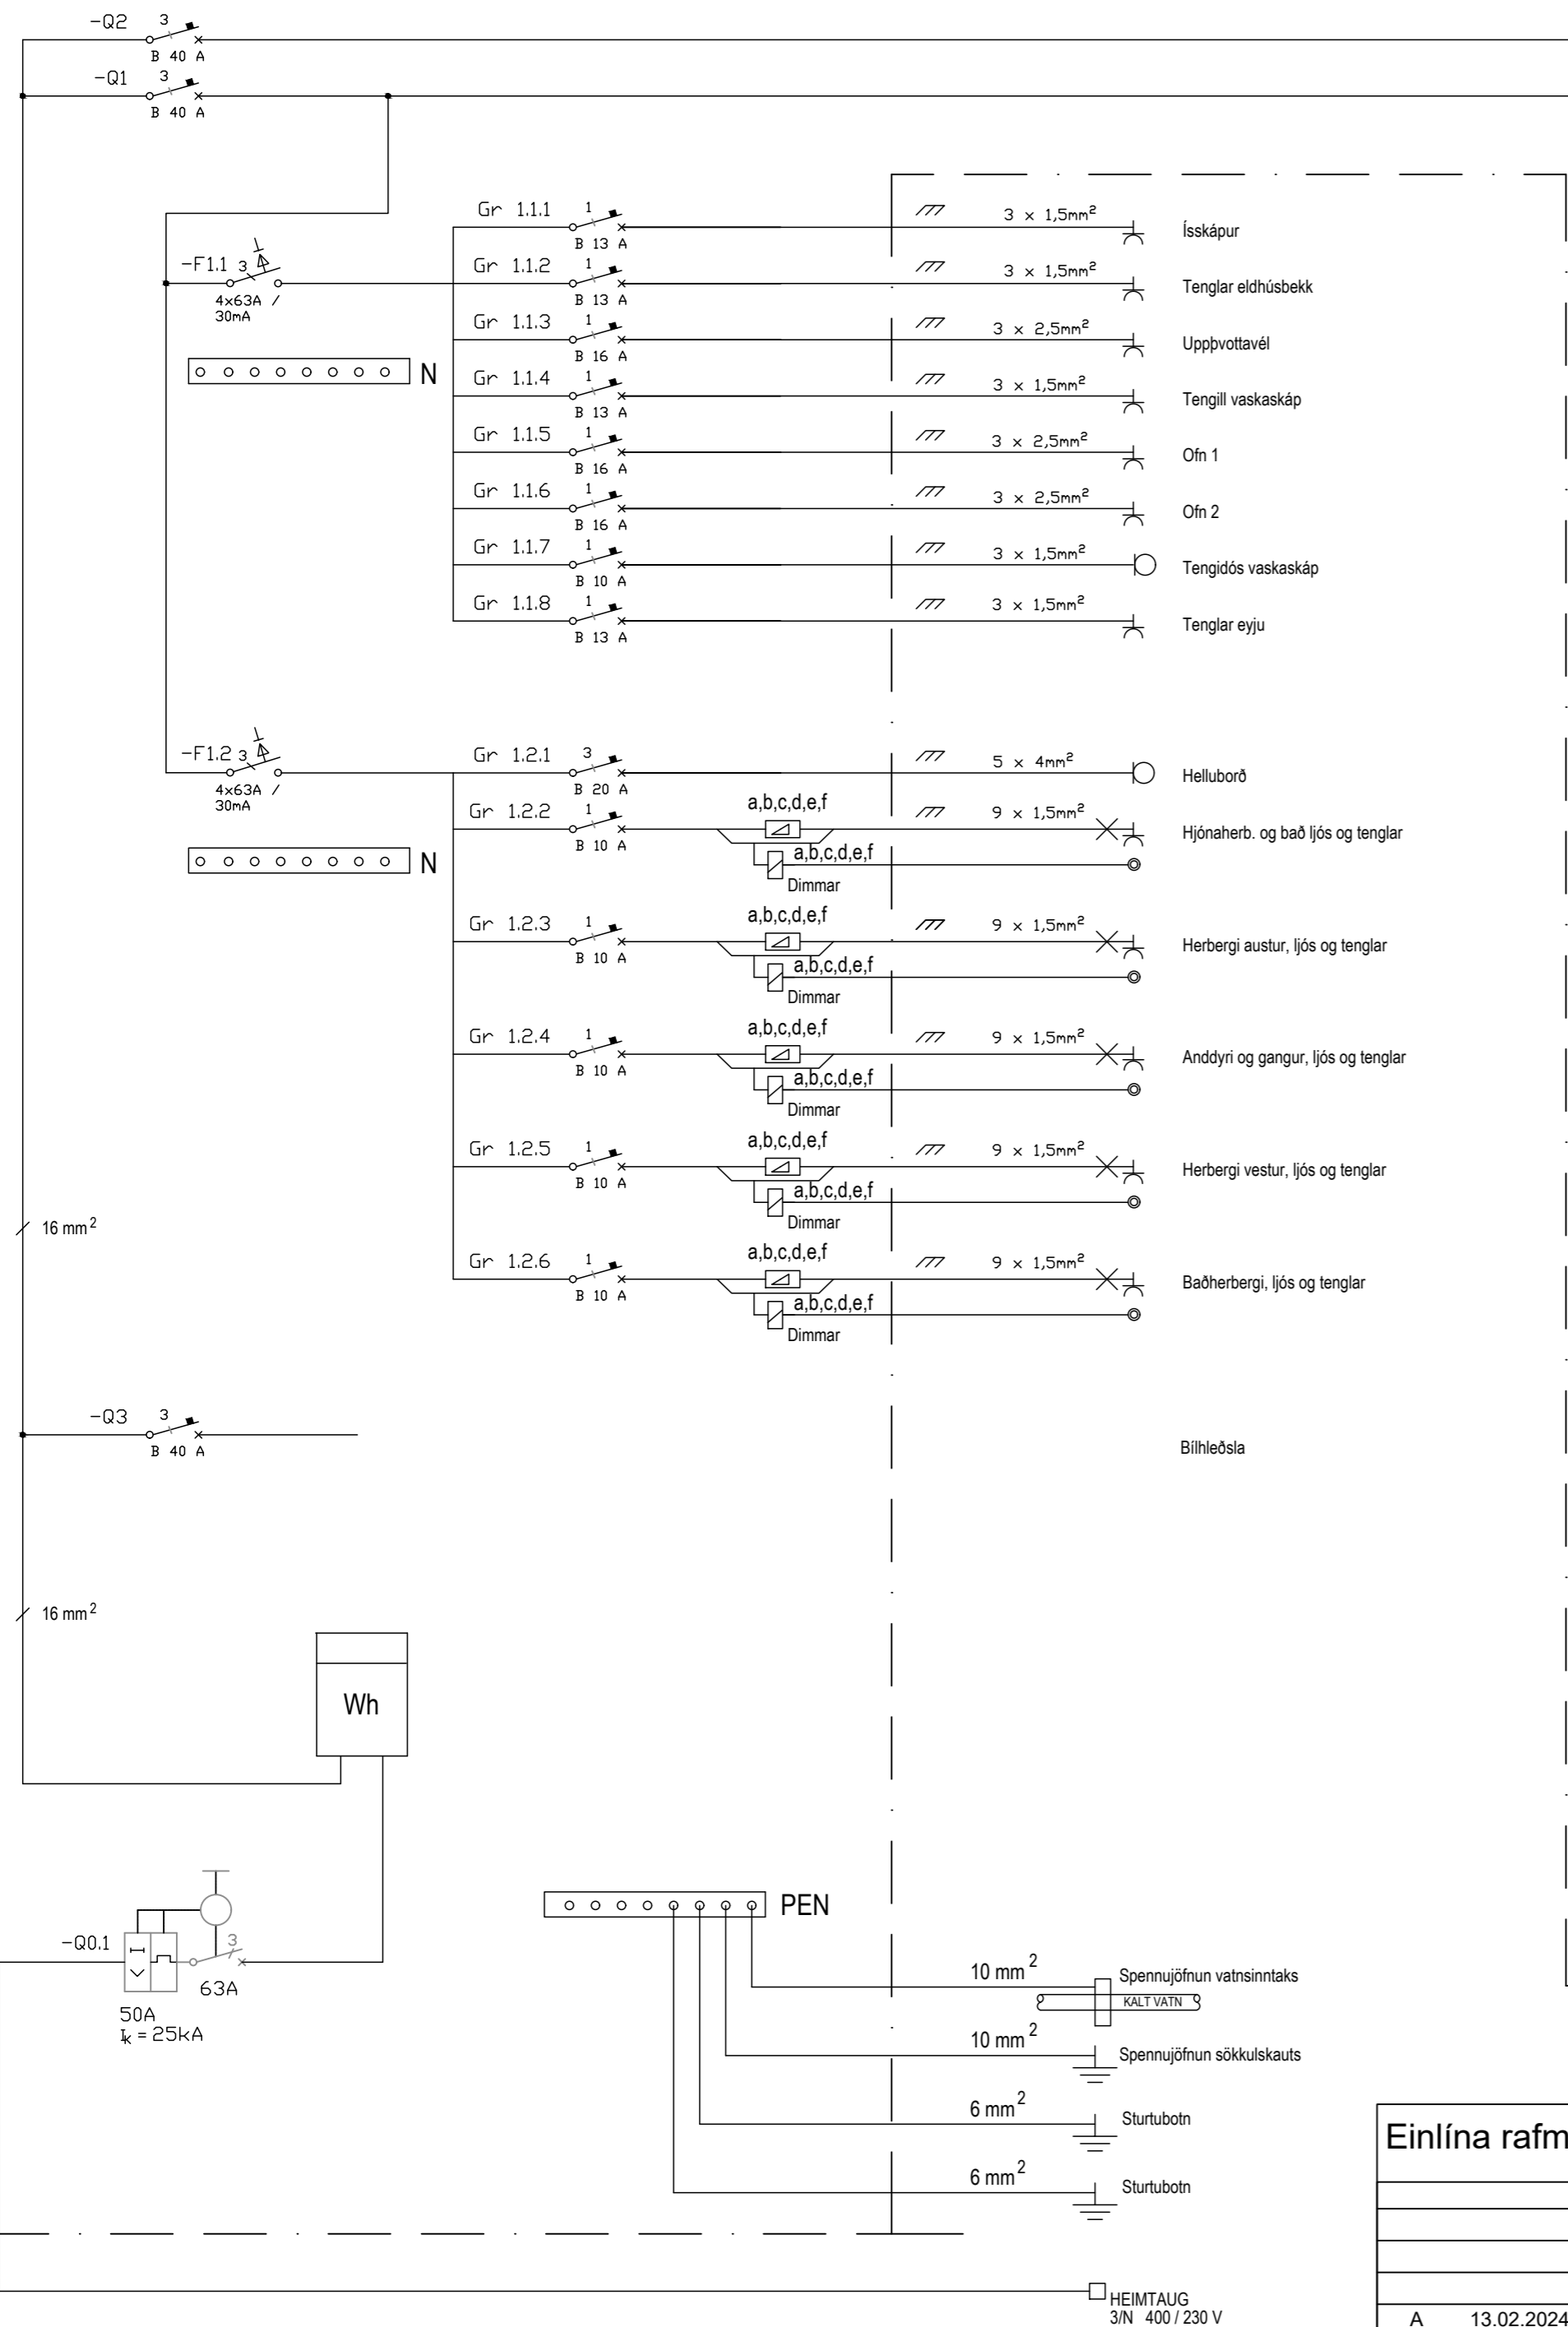 -Q2 3
B 40 A
-Q1 3
B 40 A
Gr 1.1.1 1 3 x 1,5mm²
B 13 A Ísskápur
-F1.1 3 Gr 1.1.2 1 3 x 1,5mm²
4x63A / B 13 A Tenglar eldhúsbekk
30mA
Gr 1.1.3 1 3 x 2,5mm²
B 16 A Uppþvottavél
N Gr 1.1.4 1 3 x 1,5mm²
B 13 A Tengill vaskaskáp
Gr 1.1.5 1 3 x 2,5mm²
B 16 A Ofn 1
Gr 1.1.6 1 3 x 2,5mm²
B 16 A Ofn 2
Gr 1.1.7 1 3 x 1,5mm²
B 10 A Tengidós vaskaskáp
Gr 1.1.8 1 3 x 1,5mm²
B 13 A Tenglar eyju
-F1.2 3 Gr 1.2.1 3 5 x 4mm²
4x63A / B 20 A Helluborð
30mA
Gr 1.2.2 1 a,b,c,d,e,f 9 x 1,5mm²
B 10 A Hjónaherb. og bað ljós og tenglar
N a,b,c,d,e,f
Dimmar
Gr 1.2.3 1 a,b,c,d,e,f 9 x 1,5mm²
B 10 A Herbergi austur, ljós og tenglar
a,b,c,d,e,f
Dimmar
Gr 1.2.4 1 a,b,c,d,e,f 9 x 1,5mm²
B 10 A Anddyri og gangur, ljós og tenglar
a,b,c,d,e,f
Dimmar
Gr 1.2.5 1 a,b,c,d,e,f 9 x 1,5mm²
B 10 A Herbergi vestur, ljós og tenglar
a,b,c,d,e,f
Dimmar
16 mm²
Gr 1.2.6 1 a,b,c,d,e,f 9 x 1,5mm²
B 10 A Baðherbergi, ljós og tenglar
a,b,c,d,e,f
Dimmar
-Q3 3
B 40 A Bílhleðsla
16 mm²
Wh
PEN
-Q0.1 3
63A
50A
Ik = 25kA
10 mm² Spennujöfnun vatnsinntaks
KALT VATN
10 mm² Spennujöfnun sökkulskauts
6 mm² Sturtubotn
6 mm² Sturtubotn
Einlína rafm
HEIMTAUG
3/N 400 / 230 V
A 13.02.2024